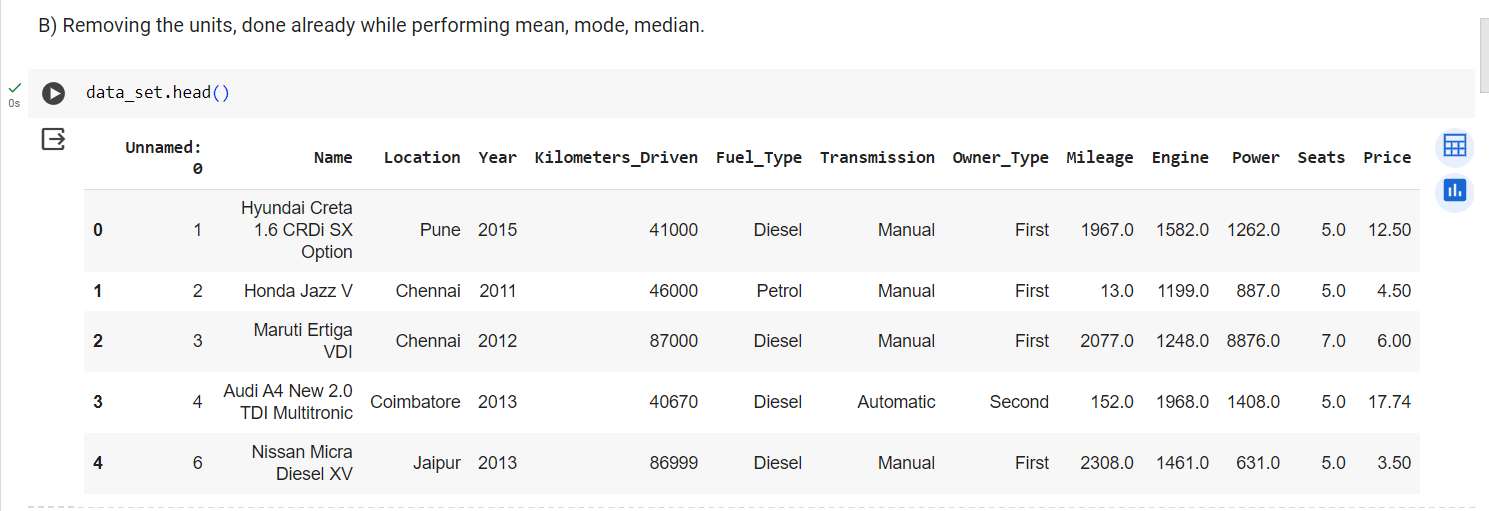 B) Removing the units, done already while performing mean, mode, median.
0s
data_set.head()
Unnamed: 0 Name Location Year Kilometers_Driven Fuel_Type Transmission Owner_Type Mileage Engine Power Seats Price
0 1 Hyundai Creta 1.6 CRDi SX Option Pune 2015 41000 Diesel Manual First 1967.0 1582.0 1262.0 5.0 12.50
1 2 Honda Jazz V Chennai 2011 46000 Petrol Manual First 13.0 1199.0 887.0 5.0 4.50
2 3 Maruti Ertiga VDI Chennai 2012 87000 Diesel Manual First 2077.0 1248.0 8876.0 7.0 6.00
3 4 Audi A4 New 2.0 TDI Multitronic Coimbatore 2013 40670 Diesel Automatic Second 152.0 1968.0 1408.0 5.0 17.74
4 6 Nissan Micra Diesel XV Jaipur 2013 86999 Diesel Manual First 2308.0 1461.0 631.0 5.0 3.50